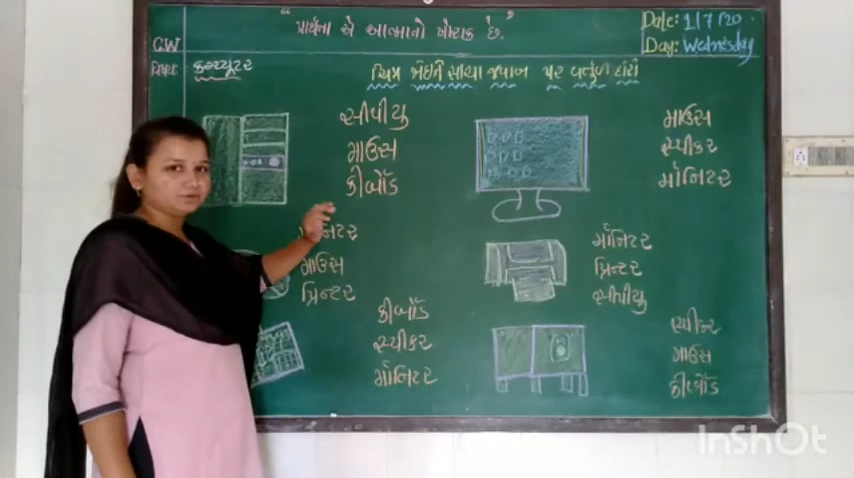 "પ્રાર્થના એ આત્માનો ખોરાક છે."
Date: 1/7/20
Day: Wednesday
CW
વિષય : કમ્પ્યૂટર
ચિત્ર જોઈને સાચા જવાબ પર વર્તુળ દોરો
સીપીયુ
માઉસ
કીબોર્ડ
માઉસ
સ્પીકર
મૉનિટર
માઉસ
પ્રિન્ટર
મૉનિટર
પ્રિન્ટર
સીપીયુ
કીબોર્ડ
સ્પીકર
મૉનિટર
સ્પીકર
માઉસ
કીબોર્ડ
InShOt